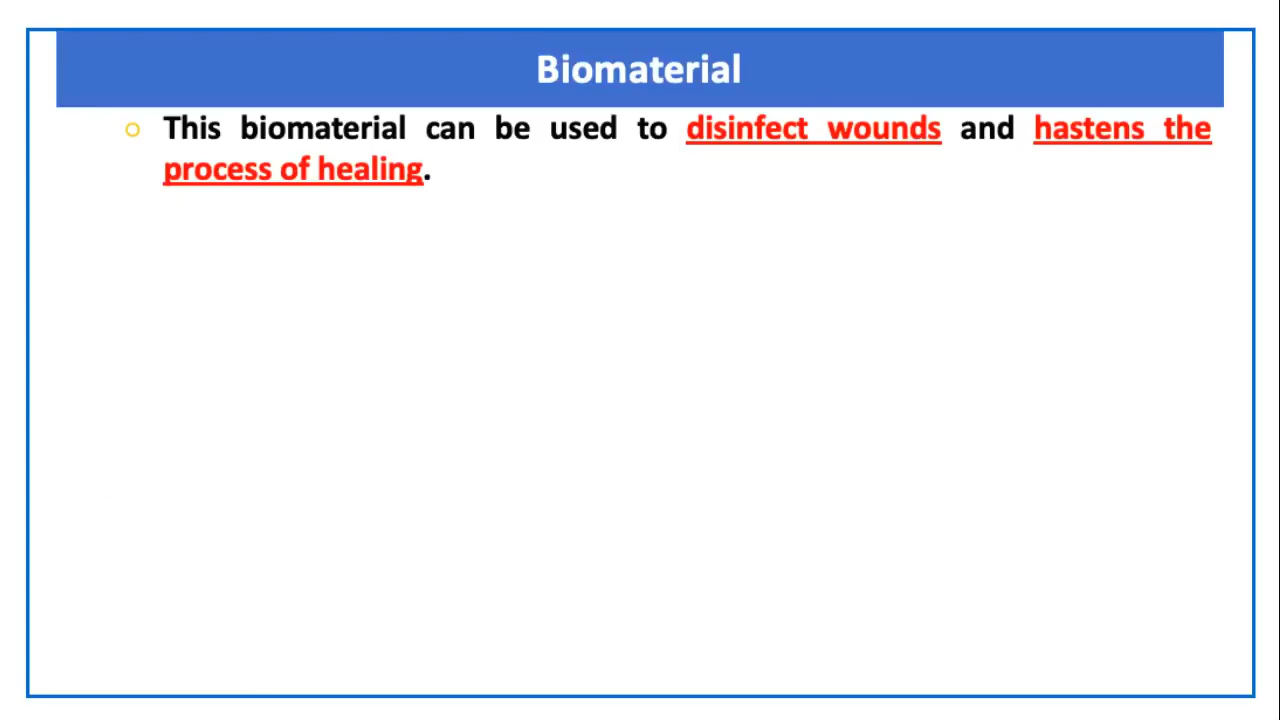 Biomaterial
This biomaterial can be used to disinfect wounds and hastens the
process of healing.